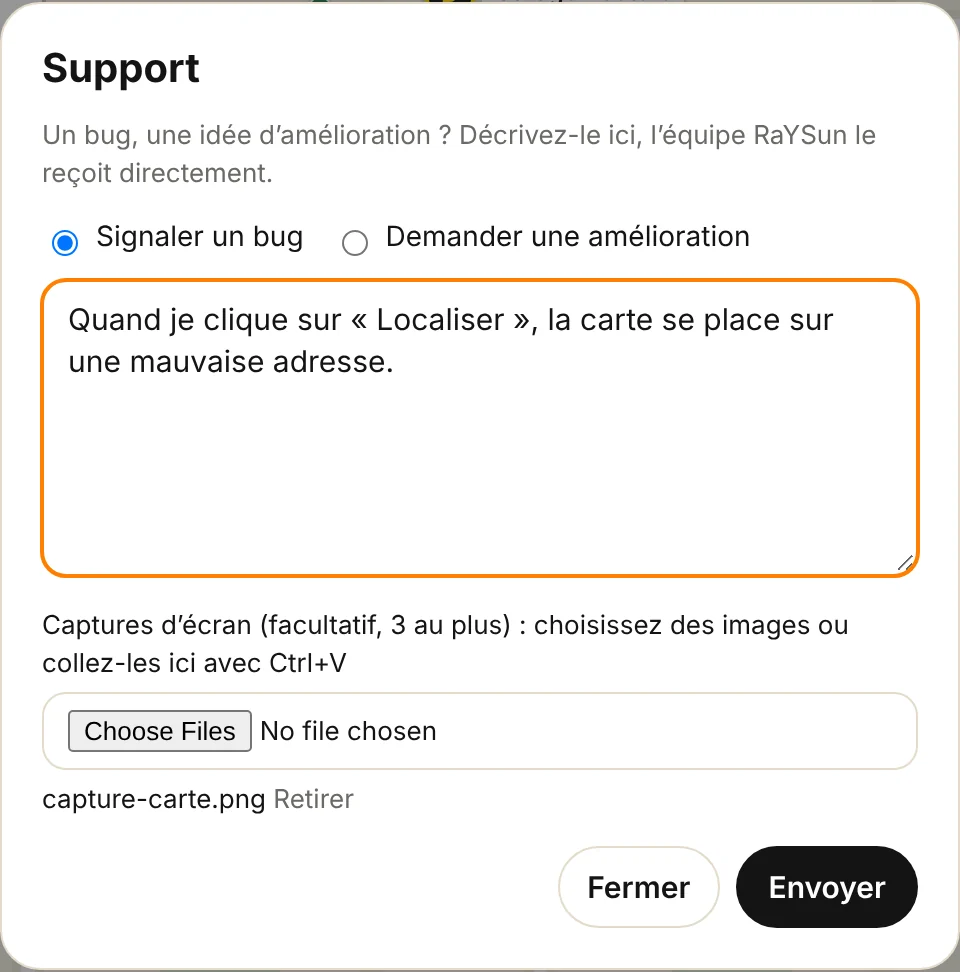 Support
Un bug, une idée d’amélioration ? Décrivez-le ici, l’équipe RaYSun le
reçoit directement.
Signaler un bug
Demander une amélioration
Quand je clique sur « Localiser », la carte se place sur
une mauvaise adresse.
Captures d’écran (facultatif, 3 au plus) : choisissez des images ou
collez-les ici avec Ctrl+V
Choose Files No file chosen
capture-carte.png Retirer
Fermer
Envoyer